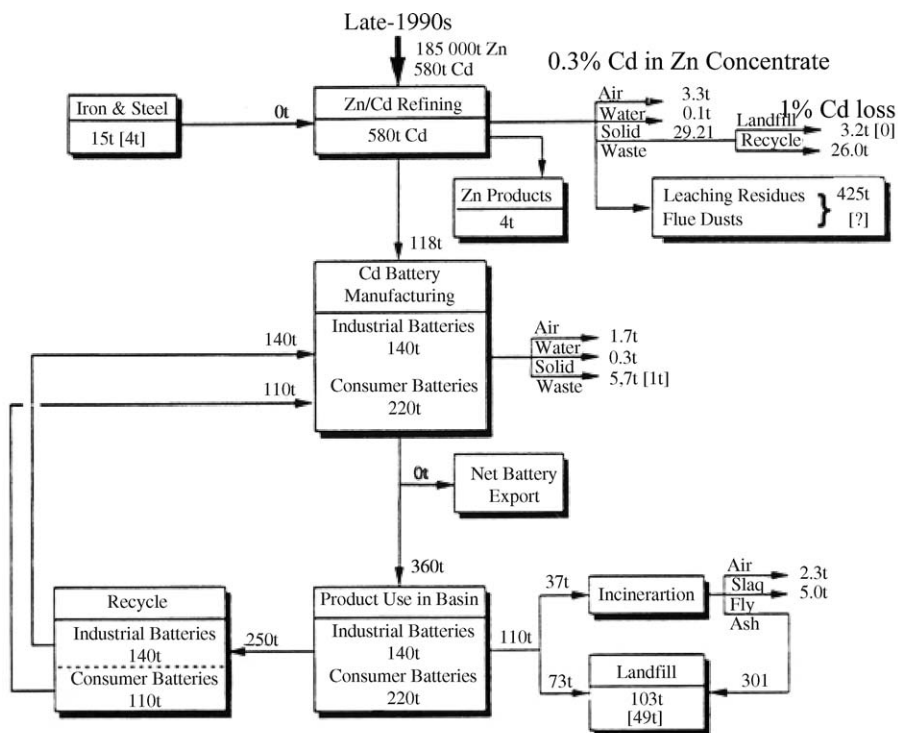 Late-1990s
185 000t Zn
580t Cd
0.3% Cd in Zn Concentrate
Iron & Steel
15t [4t]
0t
Zn/Cd Refining
580t Cd
Air
3.3t
Water
0.1t
Solid
29.21
Waste
1% Cd loss
Landfill
3.2t [0]
Recycle
26.0t
Zn Products
4t
Leaching Residues
Flue Dusts
425t
[?]
118t
Cd Battery
Manufacturing
Industrial Batteries
140t
Consumer Batteries
220t
140t
110t
Air
1.7t
Water
0.3t
Solid
5,7t [1t]
Waste
0t
Net Battery
Export
360t
Recycle
Industrial Batteries
140t
Consumer Batteries
110t
250t
Product Use in Basin
Industrial Batteries
140t
Consumer Batteries
220t
110t
37t
73t
Incinerartion
Air
2.3t
Slaq
5.0t
Fly
Ash
Landfill
103t
[49t]
301